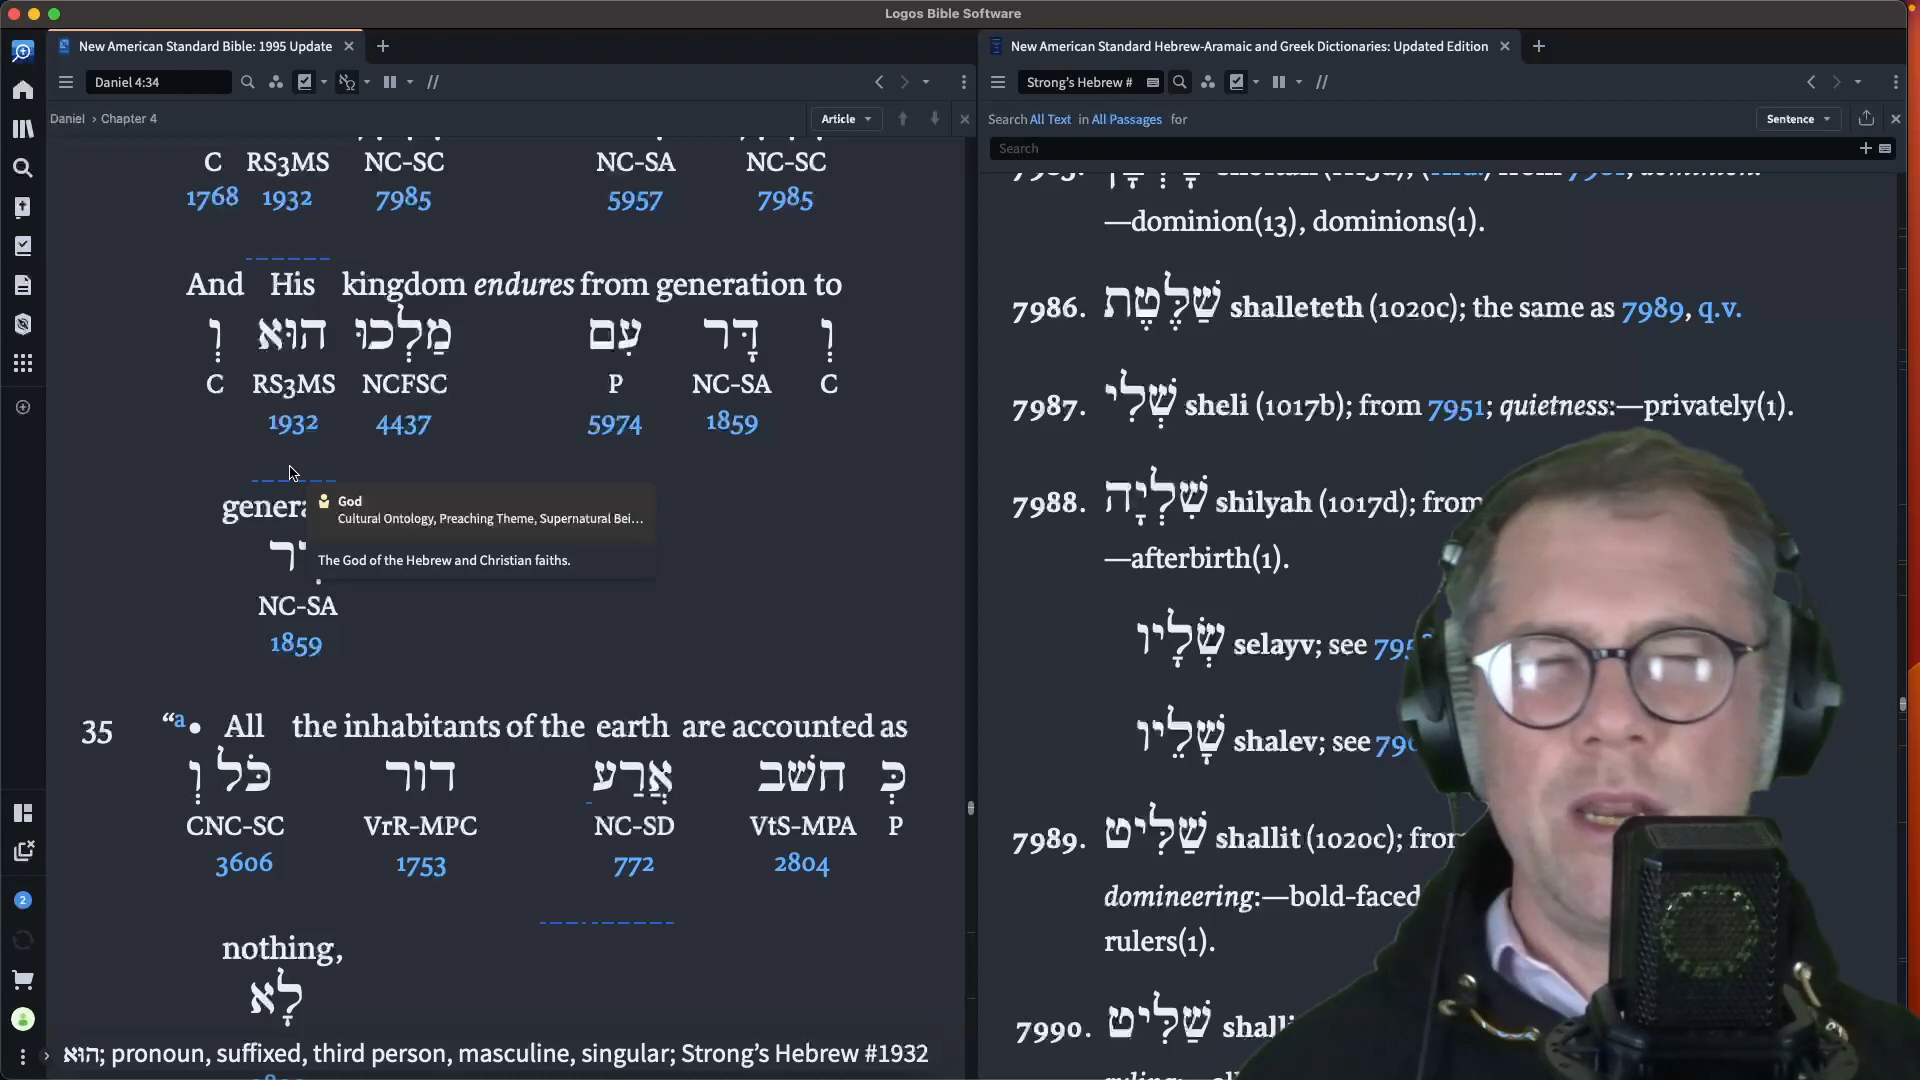 Logos Bible Software
New American Standard Bible: 1995 Update
New American Standard Hebrew-Aramaic and Greek Dictionaries: Updated Edition
Daniel 4:34
Strong’s Hebrew #
Daniel › Chapter 4
Article
Search All Text in All Passages for
Sentence
Search
C RS3MS NC-SC NC-SA NC-SC
1768 1932 7985 5957 7985
And His kingdom endures from generation to
וְ הוּא מַלְכוּ עִם דָּר וְ
C RS3MS NCFSC P NC-SA C
1932 4437 5974 1859
God
Cultural Ontology, Preaching Theme, Supernatural Bei...
The God of the Hebrew and Christian faiths.
NC-SA
1859
35 “a• All the inhabitants of the earth are accounted as
כֹּל וְ דור אֲרַע חשׁב כְּ
CNC-SC VrR-MPC NC-SD VtS-MPA P
3606 1753 772 2804
nothing,
לָא
הוּא; pronoun, suffixed, third person, masculine, singular; Strong’s Hebrew #1932
2
—dominion(13), dominions(1).
7986. שַׁלֶּטֶת shalleteth (1020c); the same as 7989, q.v.
7987. שְׁלִי sheli (1017b); from 7951; quietness:—privately(1).
7988. שִׁלְיָה shilyah (1017d); from
—afterbirth(1).
שְׂלָיו selayv; see
שָׁלֵיו shalev; see
7989. שַׁלִּיט shallit (1020c); from
domineering:—bold-faced
rulers(1).
7990. שַׁלִּיט